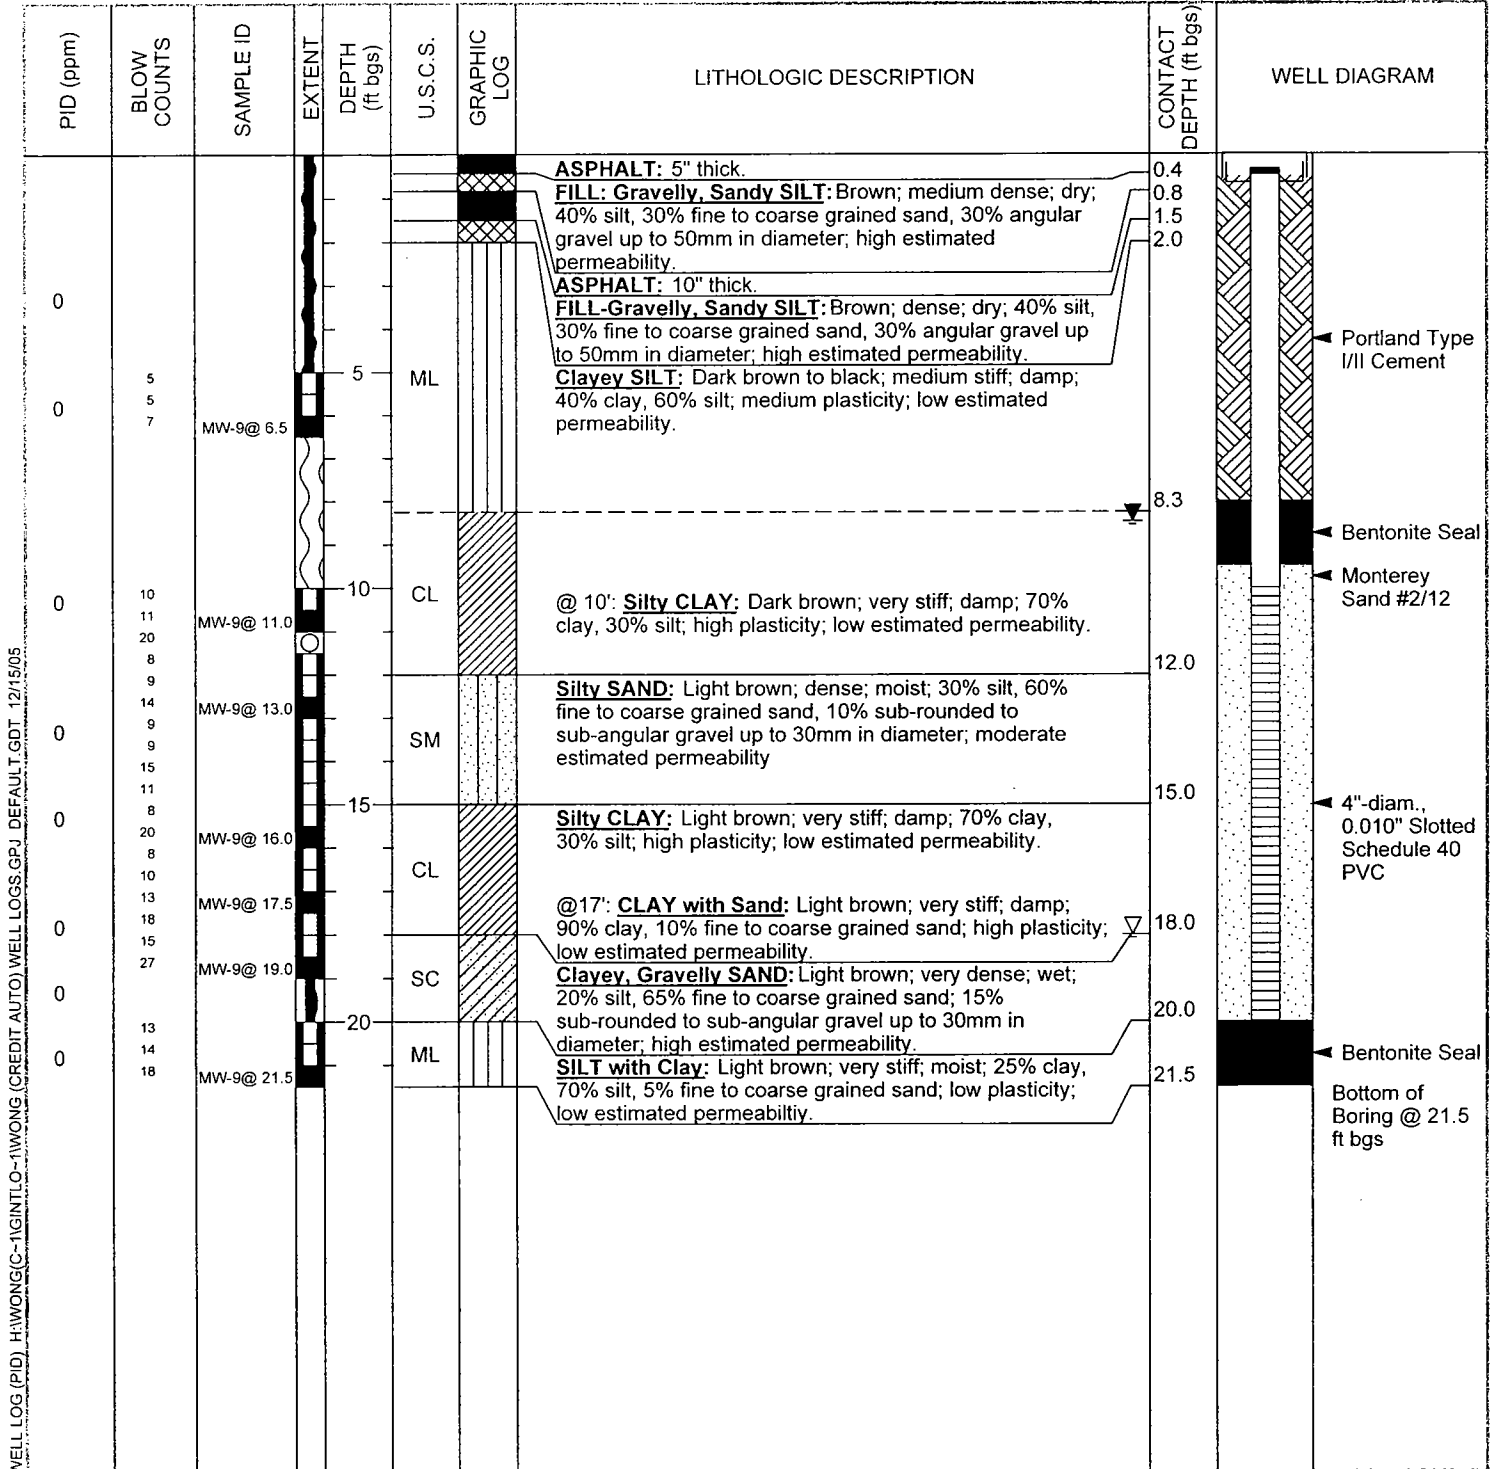 PID (ppm)
BLOW
COUNTS
SAMPLE ID
EXTENT
DEPTH
(ft bgs)
U.S.C.S.
GRAPHIC
LOG
LITHOLOGIC DESCRIPTION
CONTACT
DEPTH (ft bgs)
WELL DIAGRAM
ASPHALT: 5" thick.
0.4
FILL: Gravelly, Sandy SILT: Brown; medium dense; dry;
40% silt, 30% fine to coarse grained sand, 30% angular
gravel up to 50mm in diameter; high estimated
permeability.
0.8
1.5
2.0
ASPHALT: 10" thick.
FILL-Gravelly, Sandy SILT: Brown; dense; dry; 40% silt,
30% fine to coarse grained sand, 30% angular gravel up
to 50mm in diameter; high estimated permeability.
0
Portland Type
I/II Cement
5
ML
Clayey SILT: Dark brown to black; medium stiff; damp;
40% clay, 60% silt; medium plasticity; low estimated
permeability.
5
5
7
0
MW-9@ 6.5
8.3
Bentonite Seal
Monterey
Sand #2/12
10
CL
@ 10': Silty CLAY: Dark brown; very stiff; damp; 70%
clay, 30% silt; high plasticity; low estimated permeability.
0
10
11
20
8
9
14
9
9
15
11
8
20
8
10
13
18
15
27
MW-9@ 11.0
12.0
Silty SAND: Light brown; dense; moist; 30% silt, 60%
fine to coarse grained sand, 10% sub-rounded to
sub-angular gravel up to 30mm in diameter; moderate
estimated permeability
MW-9@ 13.0
0
SM
15.0
15
4"-diam.,
0.010" Slotted
Schedule 40
PVC
0
Silty CLAY: Light brown; very stiff; damp; 70% clay,
30% silt; high plasticity; low estimated permeability.
MW-9@ 16.0
CL
MW-9@ 17.5
@17': CLAY with Sand: Light brown; very stiff; damp;
90% clay, 10% fine to coarse grained sand; high plasticity;
low estimated permeability.
18.0
0
MW-9@ 19.0
SC
Clayey, Gravelly SAND: Light brown; very dense; wet;
20% silt, 65% fine to coarse grained sand; 15%
sub-rounded to sub-angular gravel up to 30mm in
diameter; high estimated permeability.
0
20.0
20
13
14
18
0
ML
SILT with Clay: Light brown; very stiff; moist; 25% clay,
70% silt, 5% fine to coarse grained sand; low plasticity;
low estimated permeabiltiy.
MW-9@ 21.5
21.5
Bentonite Seal
Bottom of
Boring @ 21.5
ft bgs
WELL LOG (PID) H:\WONG(C~1\GINTLO~1\WONG (CREDIT AUTO) WELL LOGS.GPJ DEFAULT.GDT 12/15/05